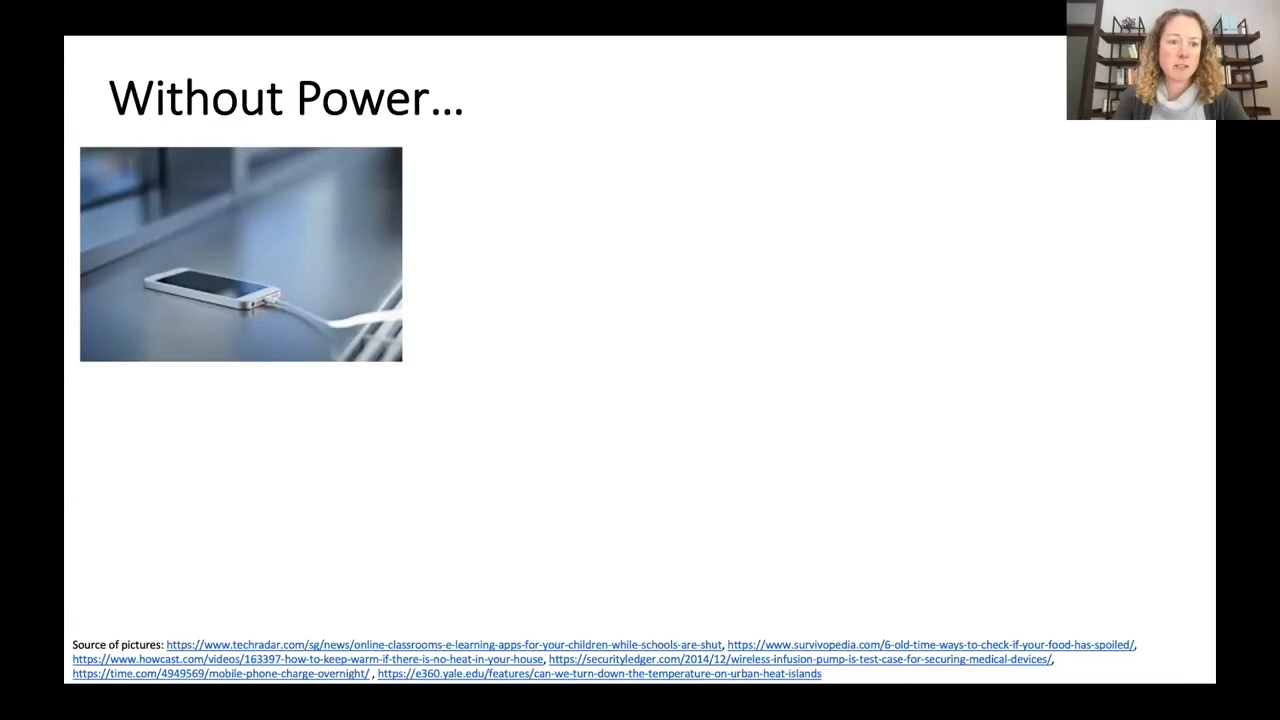 Without Power...
Source of pictures: https://www.techradar.com/sg/news/online-classrooms-e-learning-apps-for-your-children-while-schools-are-shut, https://www.survivopedia.com/6-old-time-ways-to-check-if-your-food-has-spoiled/,
https://www.howcast.com/videos/163397-how-to-keep-warm-if-there-is-no-heat-in-your-house, https://securityledger.com/2014/12/wireless-infusion-pump-is-test-case-for-securing-medical-devices/,
https://time.com/4949569/mobile-phone-charge-overnight/ , https://e360.yale.edu/features/can-we-turn-down-the-temperature-on-urban-heat-islands